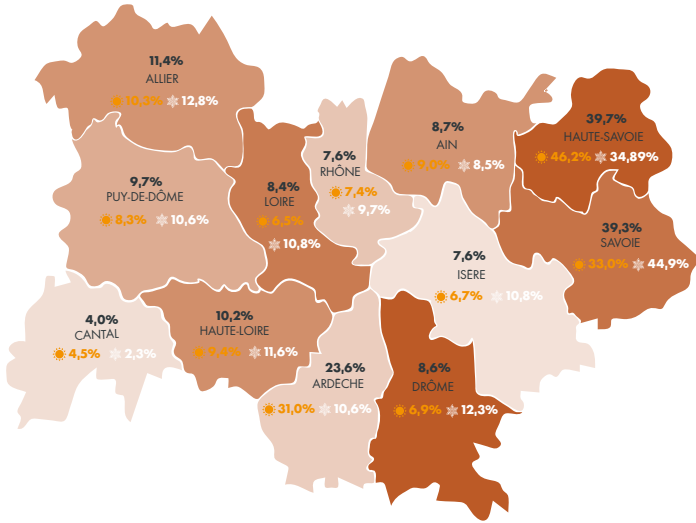 11,4%
ALLIER
10,3% 12,8%
39,7%
HAUTE-SAVOIE
46,2% 34,89%
8,7%
AIN
9,0% 8,5%
7,6%
RHÔNE
7,4%
9,7%
9,7%
PUY-DE-DÔME
8,3% 10,6%
8,4%
LOIRE
6,5%
10,8%
39,3%
SAVOIE
33,0% 44,9%
7,6%
ISÈRE
6,7% 10,8%
4,0%
CANTAL
4,5% 2,3%
10,2%
HAUTE-LOIRE
11,6%
23,6%
ARDECHE
31,0% 10,6%
8,6%
DRÔME
6,9% 12,3%